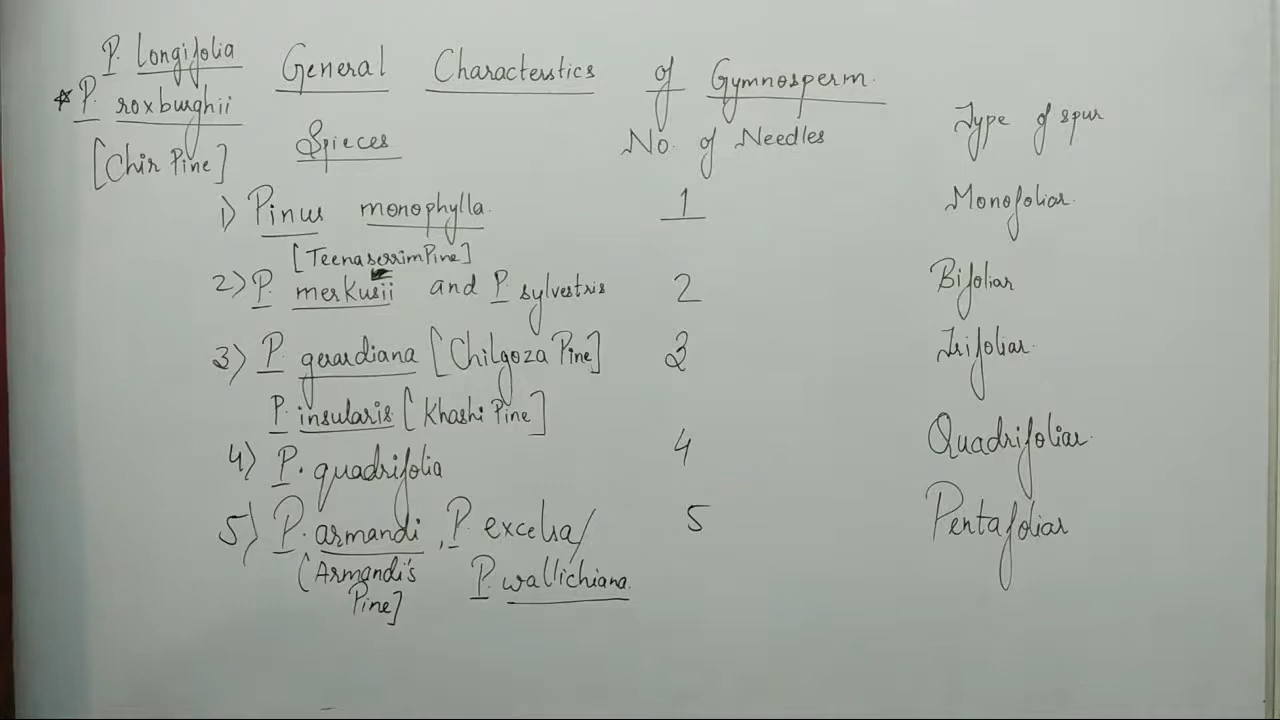 P. Longifolia
* P. roxburghii
[Chir Pine]
General Characterstics of Gymnosperm.
Spieces No. of Needles Type of spur
1) Pinus monophylla. 1 Monofoliar.
[Teenaserrim Pine]
2) P. merkusii and P. sylvestris 2 Bifoliar
3) P. gerardiana [Chilgoza Pine] 3 Trifoliar.
P. insularis [Khashi Pine]
4) P. quadrifolia 4 Quadrifoliar.
5) P. armandi, P. excelsa/ 5 Pentafoliar
(Armandi's P. wallichiana.
Pine]